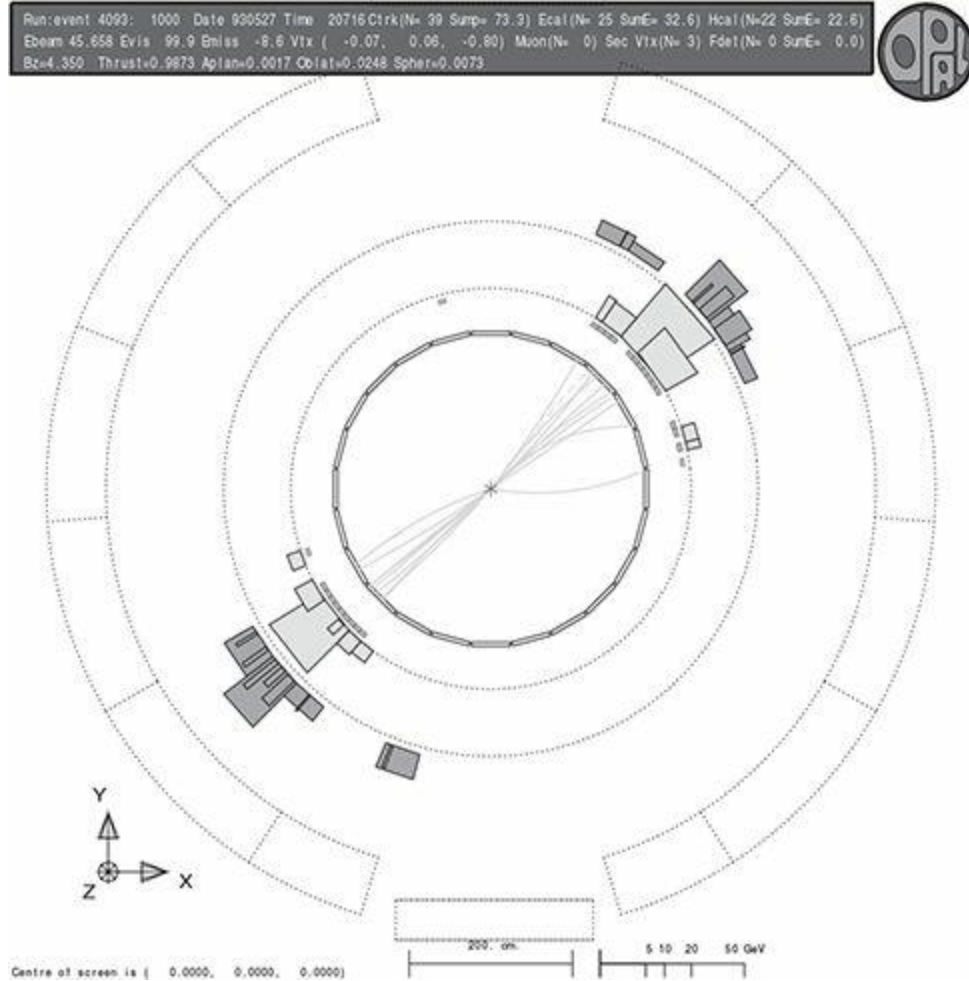 Run:event 4093: 1000 Date 930527 Time 20716 Ctrk(N= 39 Sump= 73.3) Ecal(N= 25 SumE= 32.6) Hcal(N=22 SumE= 22.6)
Ebeam 45.658 Evis 99.9 Emiss -8.6 Vtx ( -0.07, 0.06, -0.80) Muon(N= 0) Sec Vtx(N= 3) Fdet(N= 0 SumE= 0.0)
Bz=4.350 Thrust=0.9873 Aplan=0.0017 Oblat=0.0248 Spher=0.0073
OPAL
Y
X
Z
200. cm.
5 10 20 50 GeV
Centre of screen is ( 0.0000, 0.0000, 0.0000)